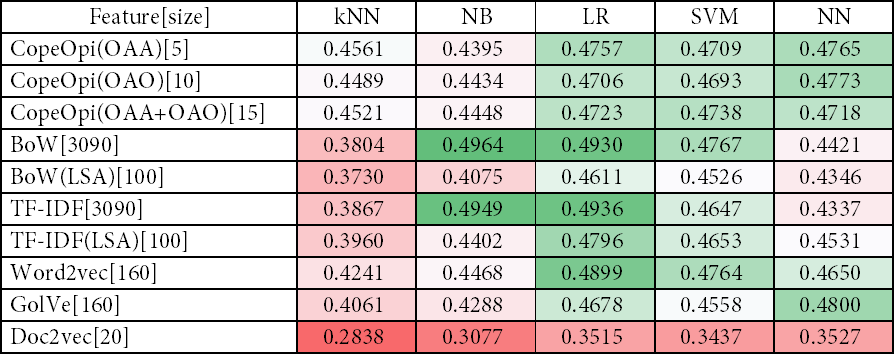 Feature[size] kNN NB LR SVM NN
CopeOpi(OAA)[5] 0.4561 0.4395 0.4757 0.4709 0.4765
CopeOpi(OAO)[10] 0.4489 0.4434 0.4706 0.4693 0.4773
CopeOpi(OAA+OAO)[15] 0.4521 0.4448 0.4723 0.4738 0.4718
BoW[3090] 0.3804 0.4964 0.4930 0.4767 0.4421
BoW(LSA)[100] 0.3730 0.4075 0.4611 0.4526 0.4346
TF-IDF[3090] 0.3867 0.4949 0.4936 0.4647 0.4337
TF-IDF(LSA)[100] 0.3960 0.4402 0.4796 0.4653 0.4531
Word2vec[160] 0.4241 0.4468 0.4899 0.4764 0.4650
GolVe[160] 0.4061 0.4288 0.4678 0.4558 0.4800
Doc2vec[20] 0.2838 0.3077 0.3515 0.3437 0.3527